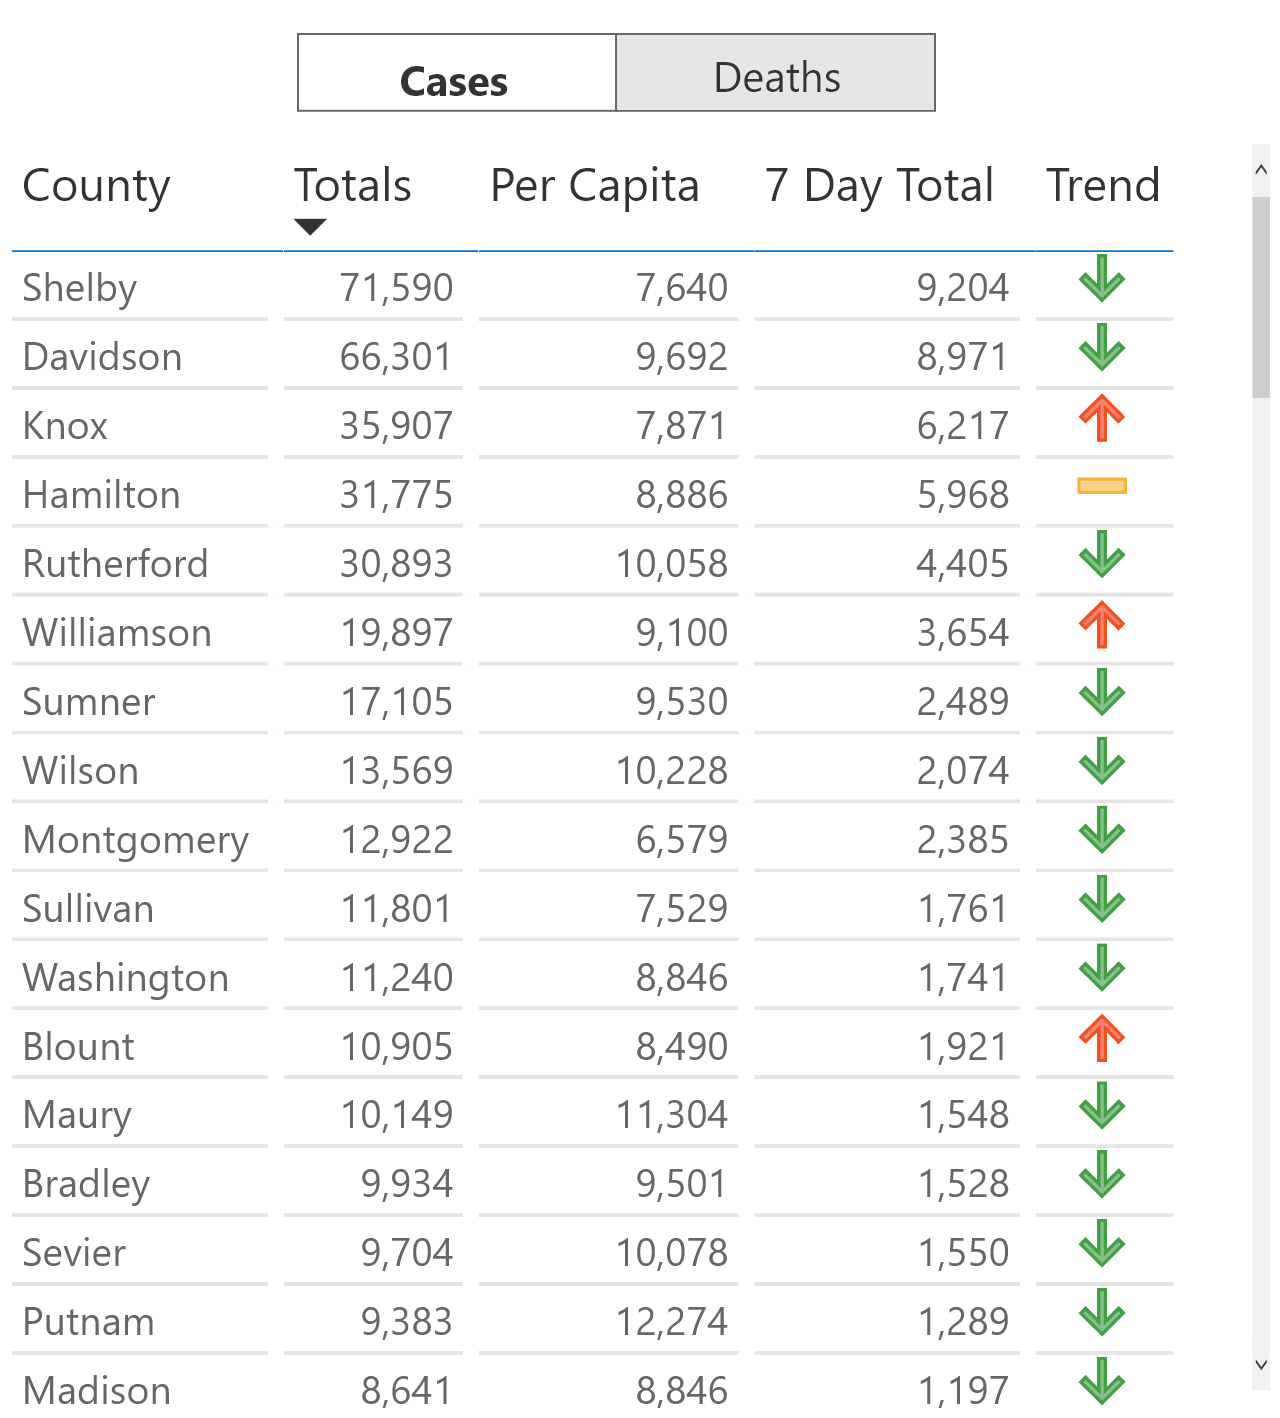 Cases Deaths
County Totals Per Capita 7 Day Total Trend
Shelby 71,590 7,640 9,204
Davidson 66,301 9,692 8,971
Knox 35,907 7,871 6,217
Hamilton 31,775 8,886 5,968
Rutherford 30,893 10,058 4,405
Williamson 19,897 9,100 3,654
Sumner 17,105 9,530 2,489
Wilson 13,569 10,228 2,074
Montgomery 12,922 6,579 2,385
Sullivan 11,801 7,529 1,761
Washington 11,240 8,846 1,741
Blount 10,905 8,490 1,921
Maury 10,149 11,304 1,548
Bradley 9,934 9,501 1,528
Sevier 9,704 10,078 1,550
Putnam 9,383 12,274 1,289
Madison 8,641 8,846 1,197